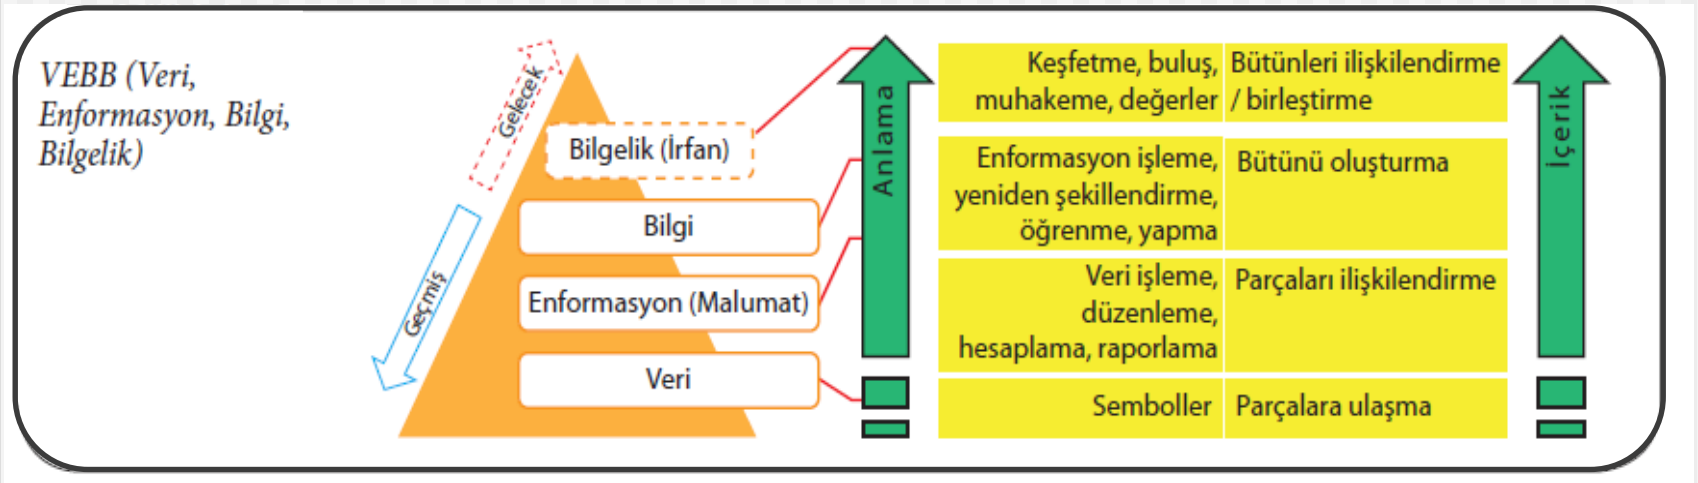 VEBB (Veri,
Enformasyon, Bilgi,
Bilgelik)
Gelecek
Geçmiş
Bilgelik (İrfan)
Bilgi
Enformasyon (Malumat)
Veri
Anlama
Keşfetme, buluş,
muhakeme, değerler
Bütünleri ilişkilendirme
/ birleştirme
Enformasyon işleme,
yeniden şekillendirme,
öğrenme, yapma
Bütünü oluşturma
Veri işleme,
düzenleme,
hesaplama, raporlama
Parçaları ilişkilendirme
Semboller
Parçalara ulaşma
İçerik